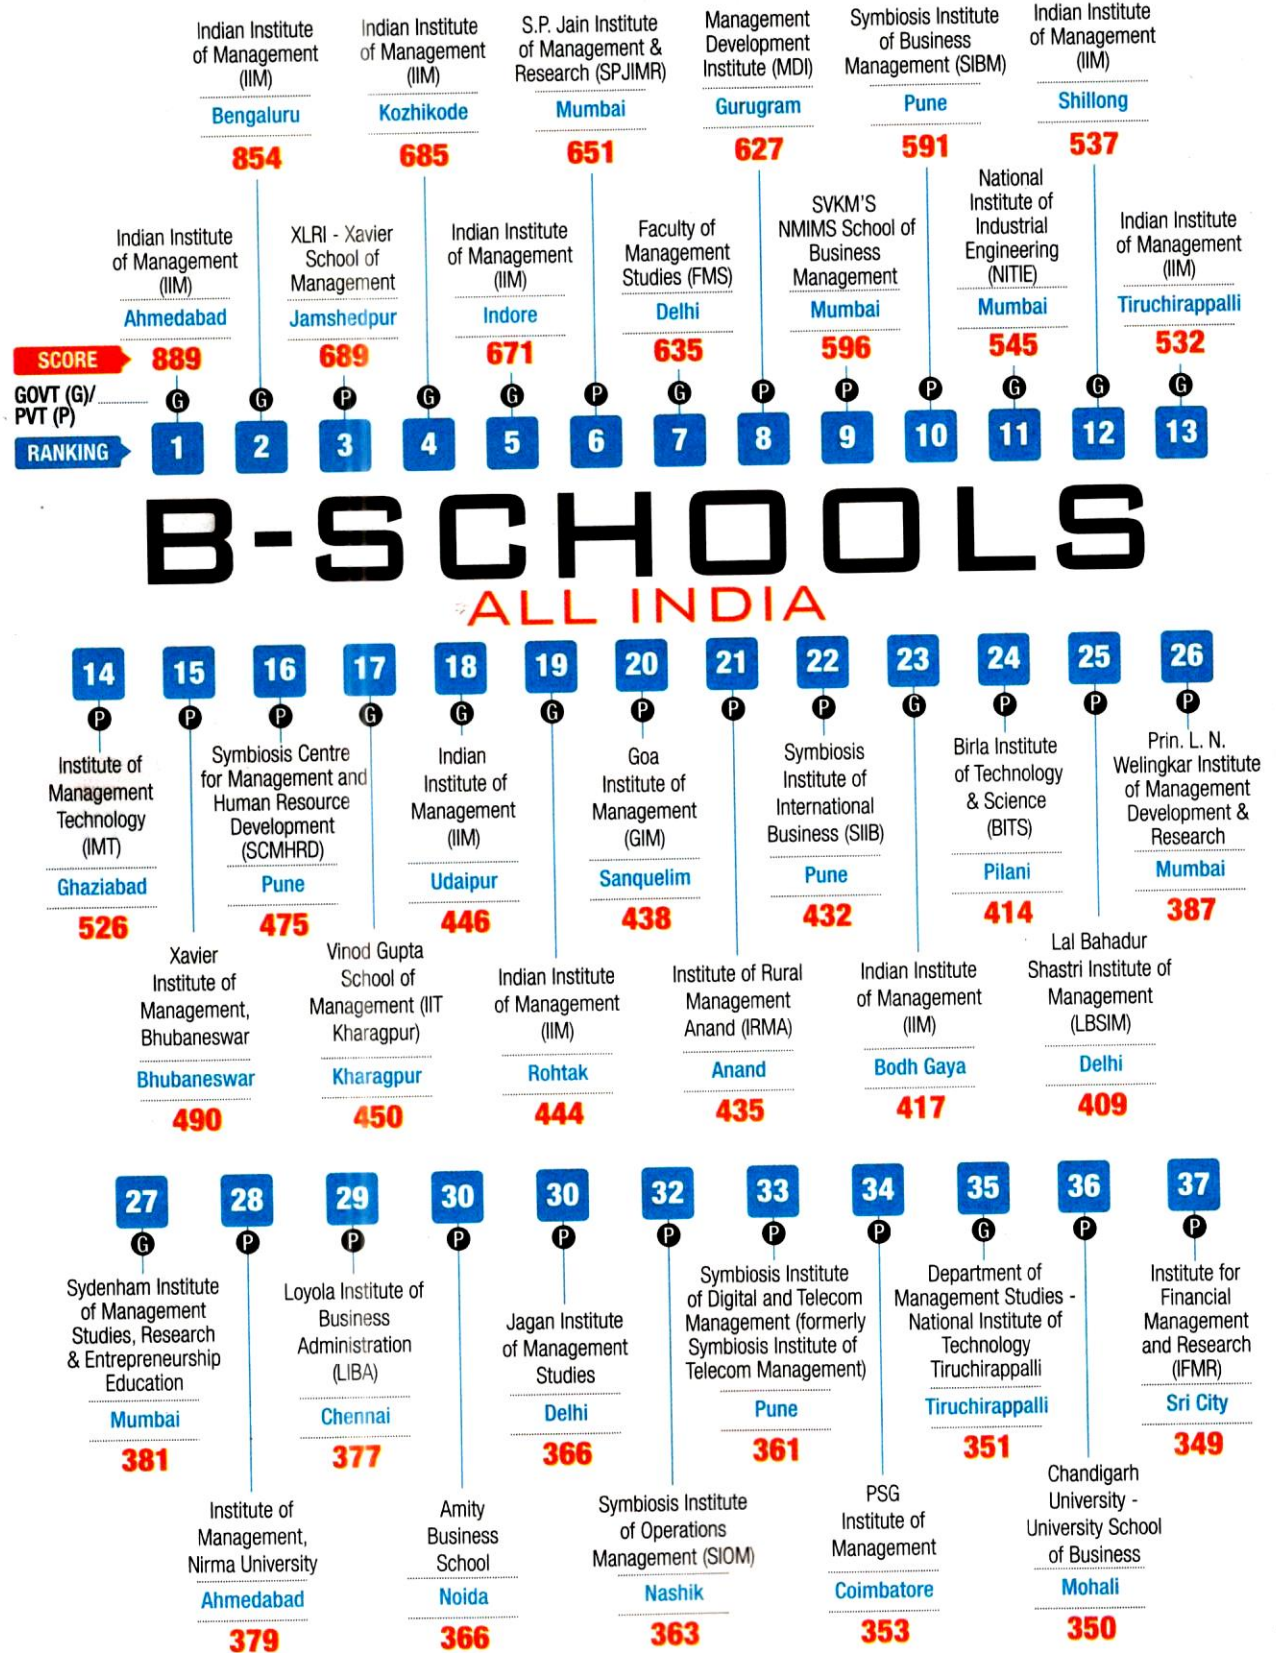 Indian Institute
of Management
(IIM)
Bengaluru
854
Indian Institute
of Management
(IIM)
Kozhikode
685
S.P. Jain Institute
of Management &
Research (SPJIMR)
Mumbai
651
Management
Development
Institute (MDI)
Gurugram
627
Symbiosis Institute
of Business
Management (SIBM)
Pune
591
Indian Institute
of Management
(IIM)
Shillong
537
Indian Institute
of Management
(IIM)
Ahmedabad
889
XLRI - Xavier
School of
Management
Jamshedpur
689
Indian Institute
of Management
(IIM)
Indore
671
Faculty of
Management
Studies (FMS)
Delhi
635
SVKM'S
NMIMS School of
Business
Management
Mumbai
596
National
Institute of
Industrial
Engineering
(NITIE)
Mumbai
545
Indian Institute
of Management
(IIM)
Tiruchirappalli
532
SCORE
GOVT (G)/
PVT (P)
G G P G G P G P P P G G G
RANKING
1 2 3 4 5 6 7 8 9 10 11 12 13
B-SCHOOLS
ALL INDIA
14 15 16 17 18 19 20 21 22 23 24 25 26
P P P G G G P P P G P P P
Institute of
Management
Technology
(IMT)
Ghaziabad
526
Xavier
Institute of
Management,
Bhubaneswar
Bhubaneswar
490
Symbiosis Centre
for Management and
Human Resource
Development
(SCMHRD)
Pune
475
Vinod Gupta
School of
Management (IIT
Kharagpur)
Kharagpur
450
Indian
Institute of
Management
(IIM)
Udaipur
446
Indian Institute
of Management
(IIM)
Rohtak
444
Goa
Institute of
Management
(GIM)
Sanquelim
438
Institute of Rural
Management
Anand (IRMA)
Anand
435
Symbiosis
Institute of
International
Business (SIIB)
Pune
432
Indian Institute
of Management
(IIM)
Bodh Gaya
417
Birla Institute
of Technology
& Science
(BITS)
Pilani
414
Lal Bahadur
Shastri Institute of
Management
(LBSIM)
Delhi
409
Prin. L. N.
Welingkar Institute
of Management
Development &
Research
Mumbai
387
27 28 29 30 30 32 33 34 35 36 37
G P P P P P P P G P P
Sydenham Institute
of Management
Studies, Research
& Entrepreneurship
Education
Mumbai
381
Institute of
Management,
Nirma University
Ahmedabad
379
Loyola Institute of
Business
Administration
(LIBA)
Chennai
377
Amity
Business
School
Noida
366
Jagan Institute
of Management
Studies
Delhi
366
Symbiosis Institute
of Operations
Management (SIOM)
Nashik
363
Symbiosis Institute
of Digital and Telecom
Management (formerly
Symbiosis Institute of
Telecom Management)
Pune
361
PSG
Institute of
Management
Coimbatore
353
Department of
Management Studies -
National Institute of
Technology
Tiruchirappalli
Tiruchirappalli
351
Chandigarh
University -
University School
of Business
Mohali
350
Institute for
Financial
Management
and Research
(IFMR)
Sri City
349